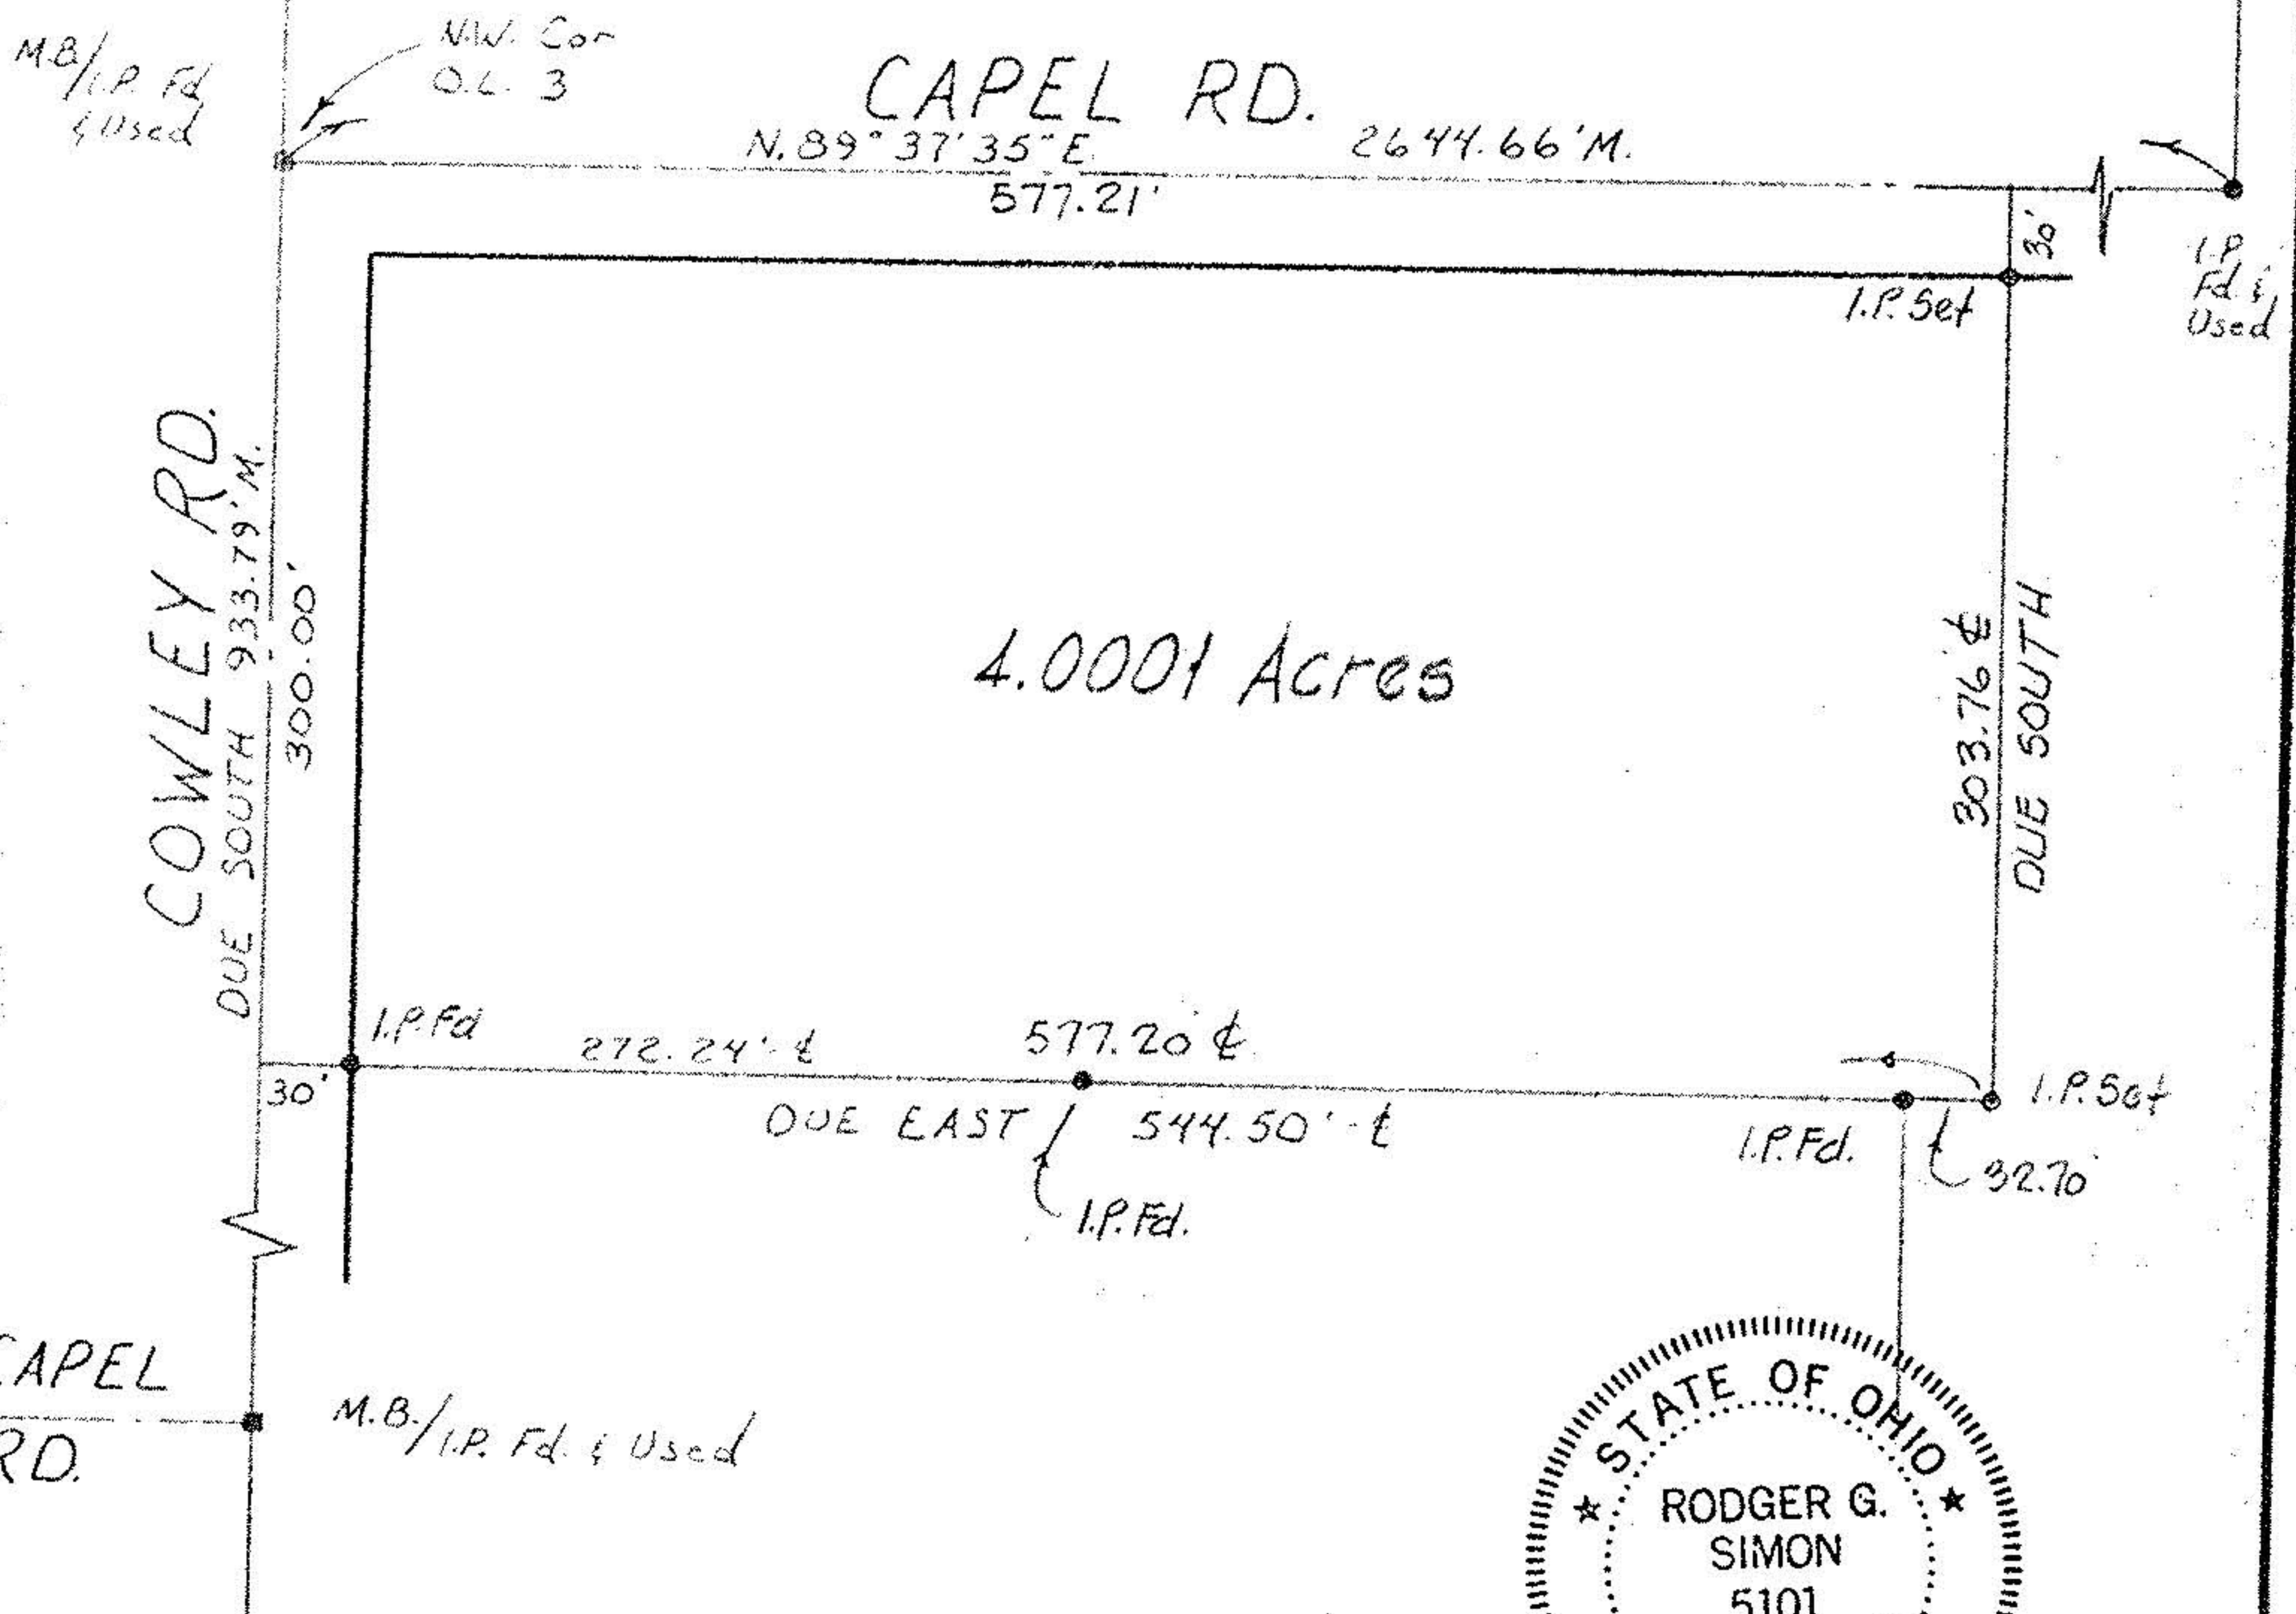 M.B./I.P. Fd
& Used
N.W. Cor
O.L. 3
CAPEL RD.
N. 89° 37' 35" E. 2644.66' M.
577.21'
30'
I.P. Set
I.P.
Fd. &
Used
COWLEY RD.
DUE SOUTH 933.79' M.
300.00'
4.0001 Acres
303.76' ℄
DUE SOUTH
I.P. Fd
272.24' - ℄
577.20' ℄
30'
DUE EAST
544.50' - ℄
I.P. Fd.
I.P. Fd.
I.P. Set
32.70'
CAPEL
RD.
M.B./I.P. Fd. & Used
STATE OF OHIO
RODGER G.
SIMON
5101